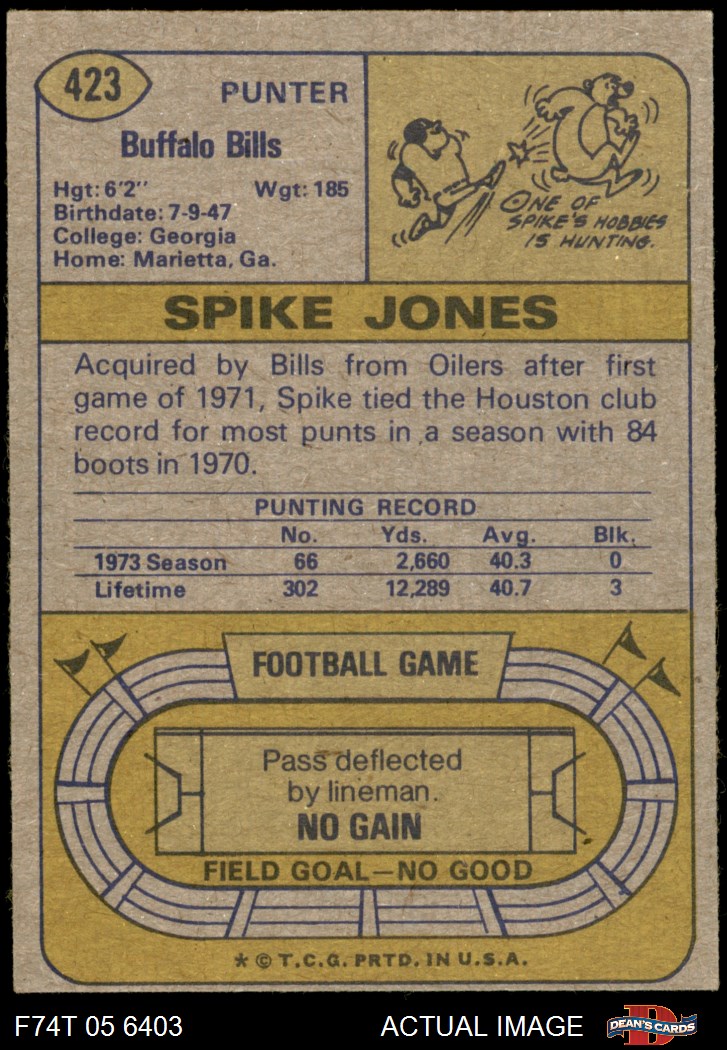 423
PUNTER
Buffalo Bills
Hgt: 6'2" Wgt: 185
Birthdate: 7-9-47
College: Georgia
Home: Marietta, Ga.
ONE OF
SPIKE'S HOBBIES
IS HUNTING.
SPIKE JONES
Acquired by Bills from Oilers after first
game of 1971, Spike tied the Houston club
record for most punts in a season with 84
boots in 1970.
PUNTING RECORD
No. Yds. Avg. Blk.
1973 Season 66 2,660 40.3 0
Lifetime 302 12,289 40.7 3
FOOTBALL GAME
Pass deflected
by lineman.
NO GAIN
FIELD GOAL—NO GOOD
* © T.C.G. PRTD. IN U.S.A.
F74T 05 6403 ACTUAL IMAGE DEAN'S CARDS